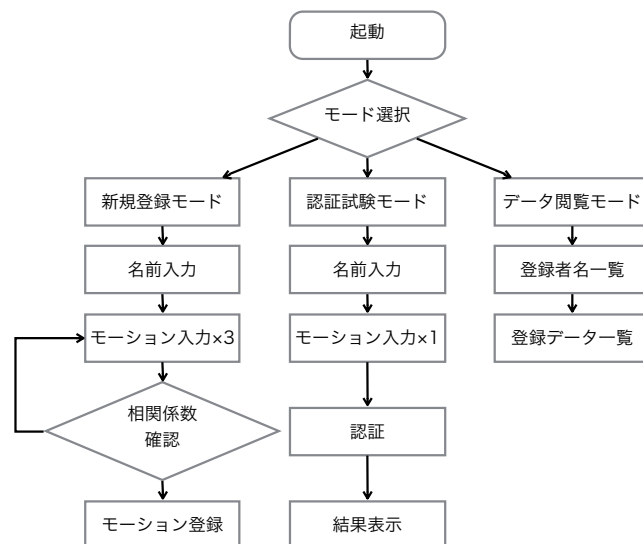 起動
モード選択
新規登録モード
認証試験モード
データ閲覧モード
名前入力
名前入力
登録者名一覧
モーション入力×3
モーション入力×1
登録データ一覧
相関係数
確認
認証
モーション登録
結果表示